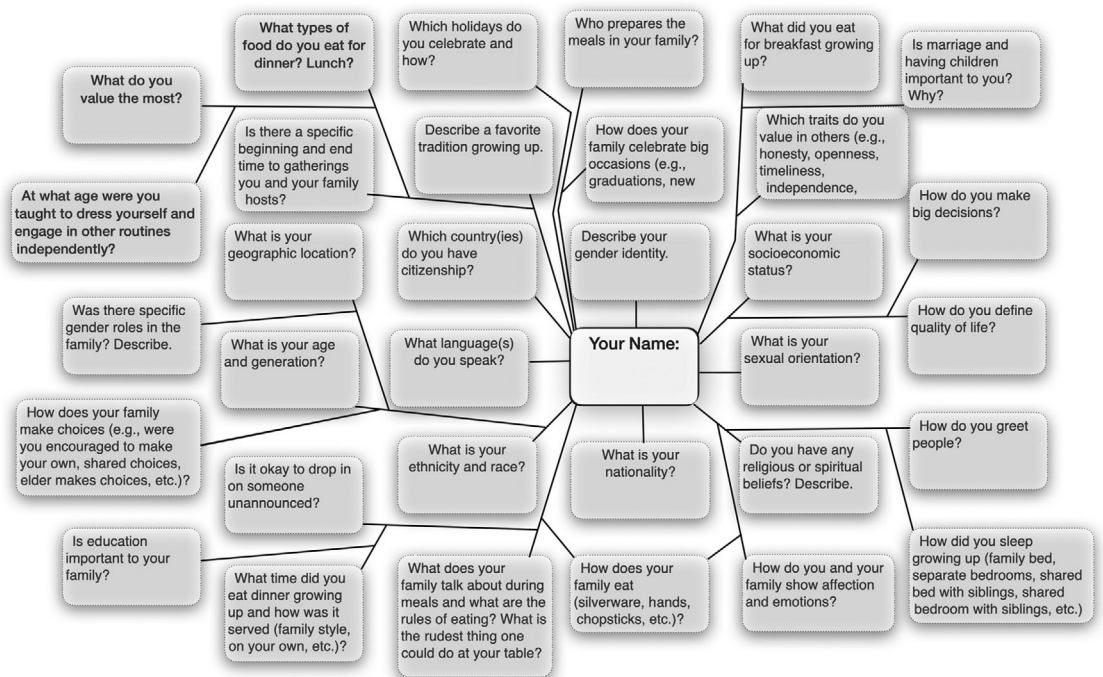 What types of
food do you eat for
dinner? Lunch?
Which holidays do
you celebrate and
how?
Who prepares the
meals in your family?
What did you eat
for breakfast growing
up?
Is marriage and
having children
important to you?
Why?
What do you
value the most?
Is there a specific
beginning and end
time to gatherings
you and your family
hosts?
Describe a favorite
tradition growing up.
How does your
family celebrate big
occasions (e.g.,
graduations, new
Which traits do you
value in others (e.g.,
honesty, openness,
timeliness,
independence,
At what age were you
taught to dress yourself and
engage in other routines
independently?
What is your
geographic location?
Which country(ies)
do you have
citizenship?
Describe your
gender identity.
What is your
socioeconomic
status?
How do you make
big decisions?
Was there specific
gender roles in the
family? Describe.
What is your age
and generation?
What language(s)
do you speak?
Your Name:
What is your
sexual orientation?
How do you define
quality of life?
How does your family
make choices (e.g., were
you encouraged to make
your own, shared choices,
elder makes choices, etc.)?
Is it okay to drop in
on someone
unannounced?
What is your
ethnicity and race?
What is your
nationality?
Do you have any
religious or spiritual
beliefs? Describe.
How do you greet
people?
Is education
important to your
family?
What time did you
eat dinner growing
up and how was it
served (family style,
on your own, etc.)?
What does your
family talk about during
meals and what are the
rules of eating? What is
the rudest thing one
could do at your table?
How does your
family eat
(silverware, hands,
chopsticks, etc.)?
How do you and your
family show affection
and emotions?
How did you sleep
growing up (family bed,
separate bedrooms, shared
bed with siblings, shared
bedroom with siblings, etc.)